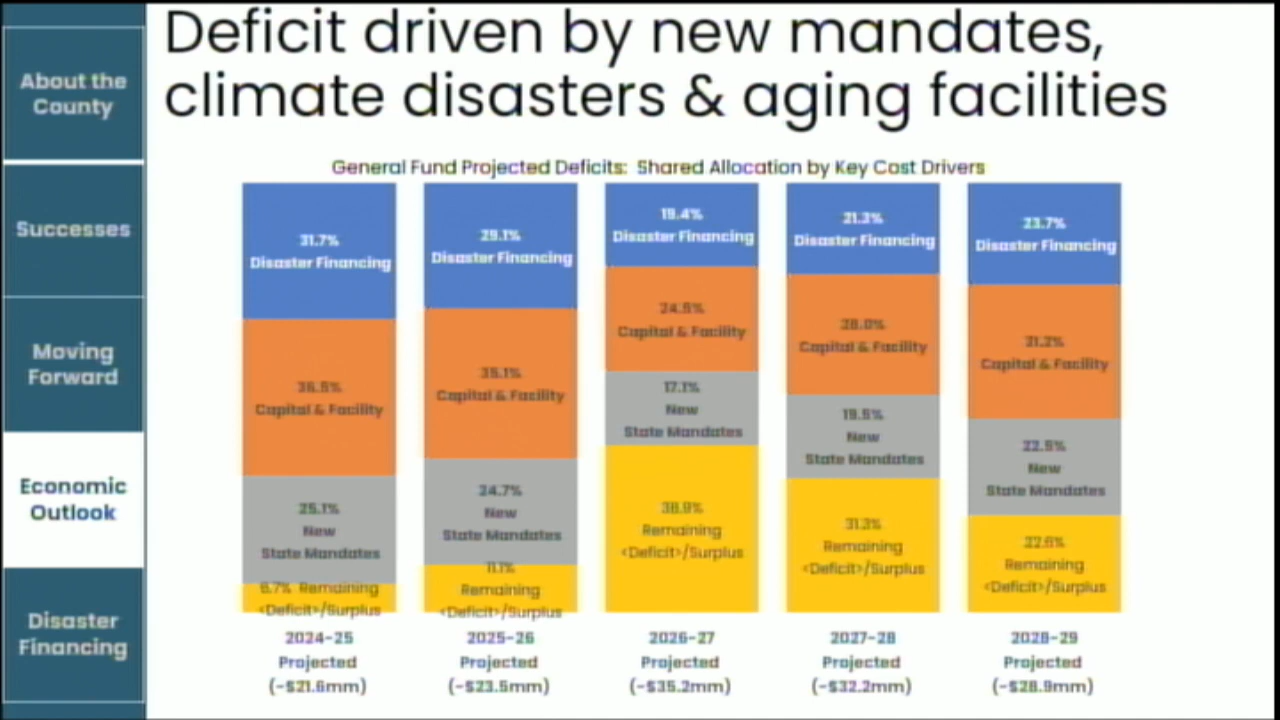 Deficit driven by new mandates,
climate disasters & aging facilities
About the
County
Successes
Moving
Forward
Economic
Outlook
Disaster
Financing
General Fund Projected Deficits: Shared Allocation by Key Cost Drivers
31.7%
Disaster Financing
36.5%
Capital & Facility
25.1%
New
State Mandates
6.7% Remaining
<Deficit>/Surplus
2024-25
Projected
(-$21.6mm)
29.1%
Disaster Financing
35.1%
Capital & Facility
24.7%
New
State Mandates
11.1%
Remaining
<Deficit>/Surplus
2025-26
Projected
(-$23.5mm)
19.4%
Disaster Financing
24.5%
Capital & Facility
17.1%
New
State Mandates
38.9%
Remaining
<Deficit>/Surplus
2026-27
Projected
(-$35.2mm)
21.3%
Disaster Financing
28.0%
Capital & Facility
19.5%
New
State Mandates
31.3%
Remaining
<Deficit>/Surplus
2027-28
Projected
(-$32.2mm)
23.7%
Disaster Financing
31.2%
Capital & Facility
22.5%
New
State Mandates
22.6%
Remaining
<Deficit>/Surplus
2028-29
Projected
(-$28.9mm)